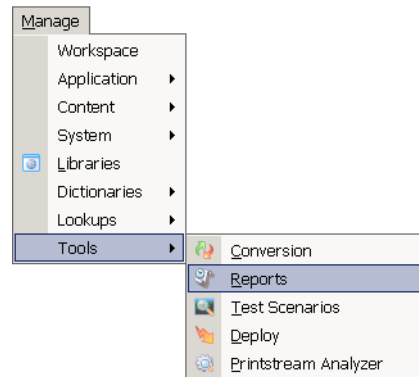 Manage
Workspace
Application
Content
System
Libraries
Dictionaries
Lookups
Tools
Conversion
Reports
Test Scenarios
Deploy
Printstream Analyzer